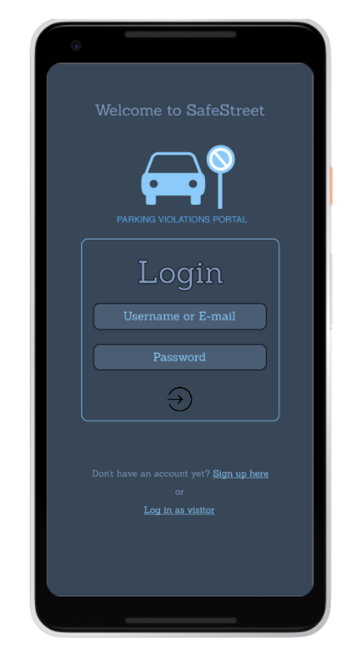 Welcome to SafeStreet
PARKING VIOLATIONS PORTAL
Login
Username or E-mail
Password
Don't have an account yet? Sign up here
or
Log in as visitor